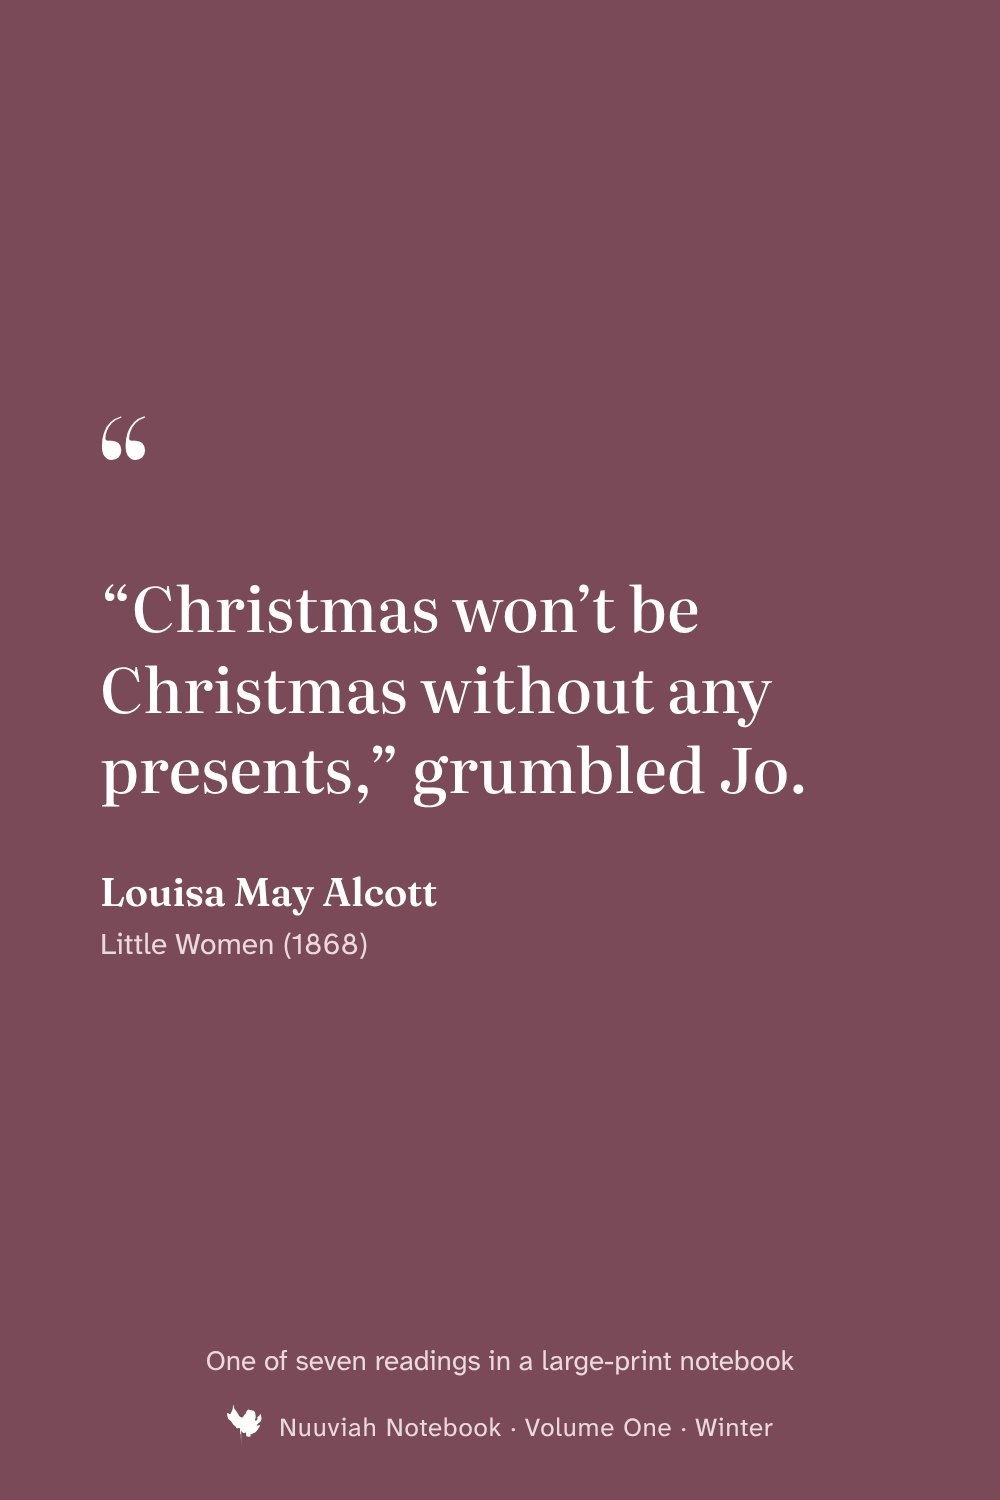 “
“Christmas won’t be
Christmas without any
presents,” grumbled Jo.
Louisa May Alcott
Little Women (1868)
One of seven readings in a large-print notebook
Nuuviah Notebook · Volume One · Winter